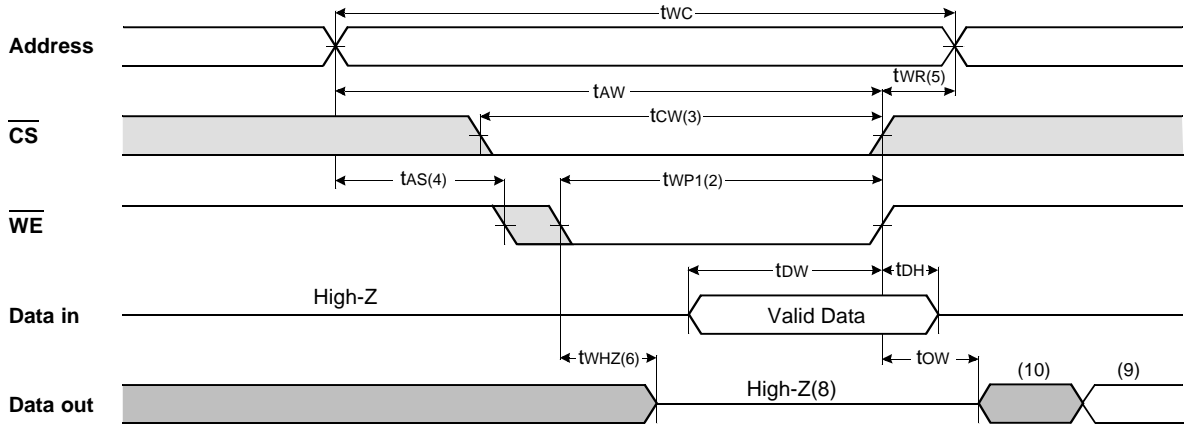 tWC
Address
tWR(5)
tAW
tCW(3)
CS
tAS(4)
tWP1(2)
WE
tDW
tDH
High-Z
Data in
Valid Data
tWHZ(6)
tOW
(10)
(9)
High-Z(8)
Data out